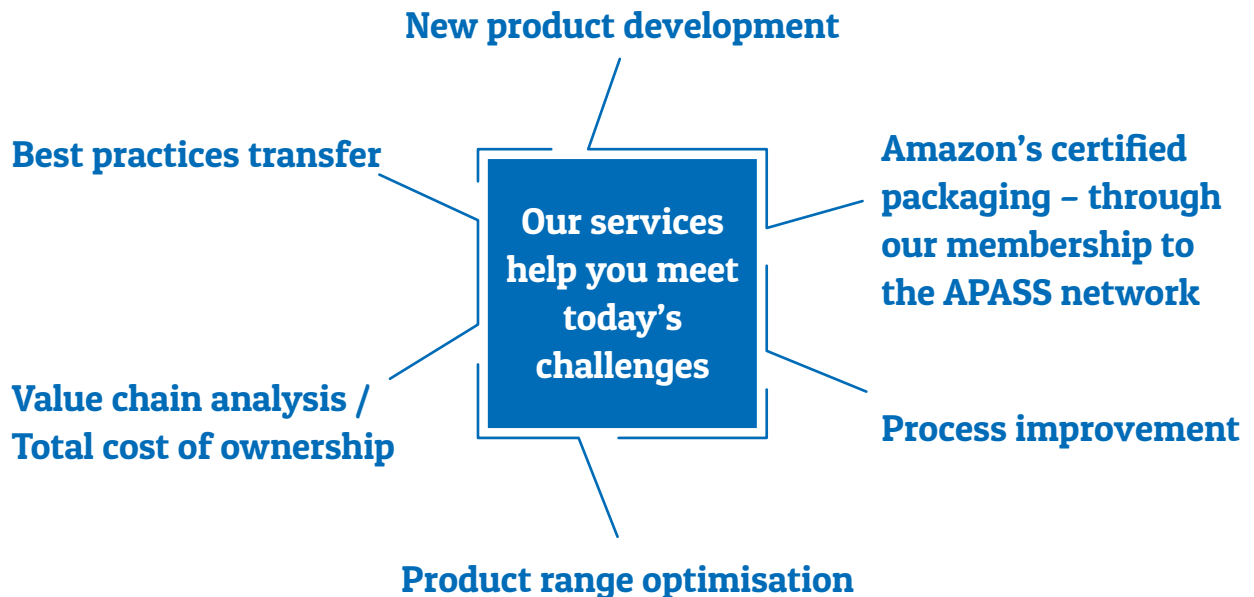 New product development
Best practices transfer
Amazon’s certified
packaging – through
our membership to
the APASS network
Our services
help you meet
today’s
challenges
Value chain analysis /
Total cost of ownership
Process improvement
Product range optimisation